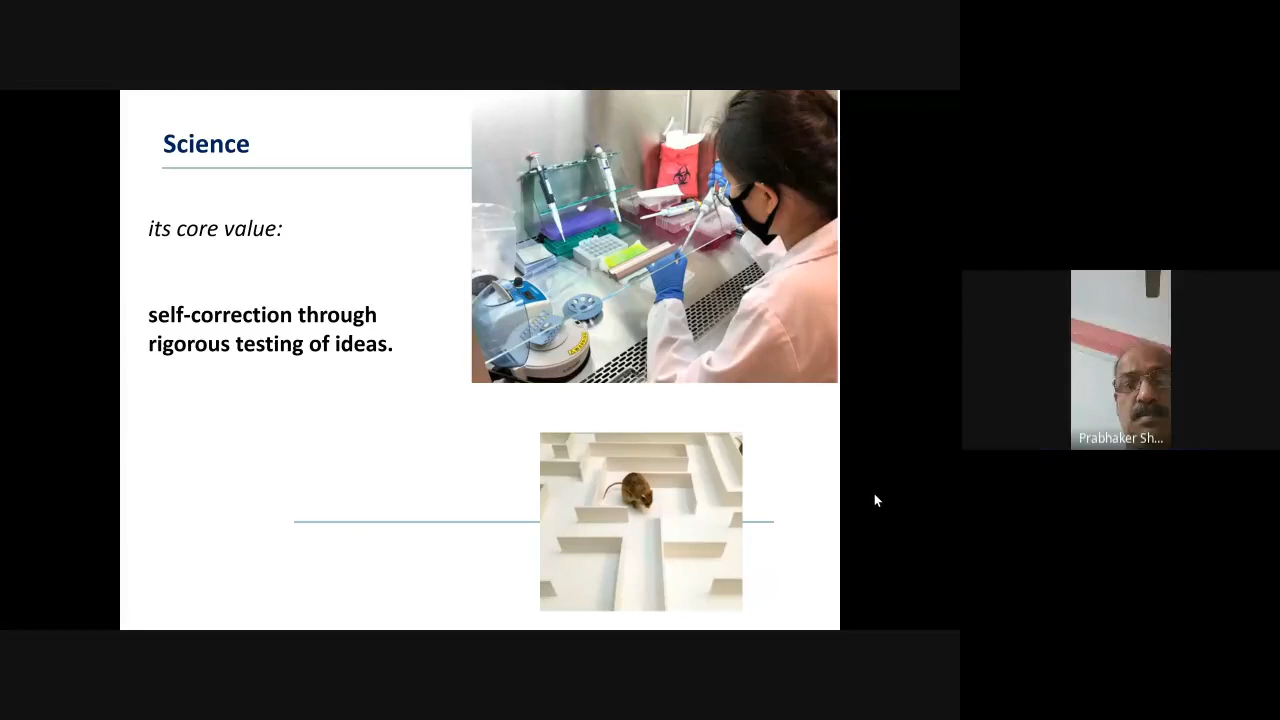 Science
its core value:
self-correction through
rigorous testing of ideas.
Prabhaker Sh...